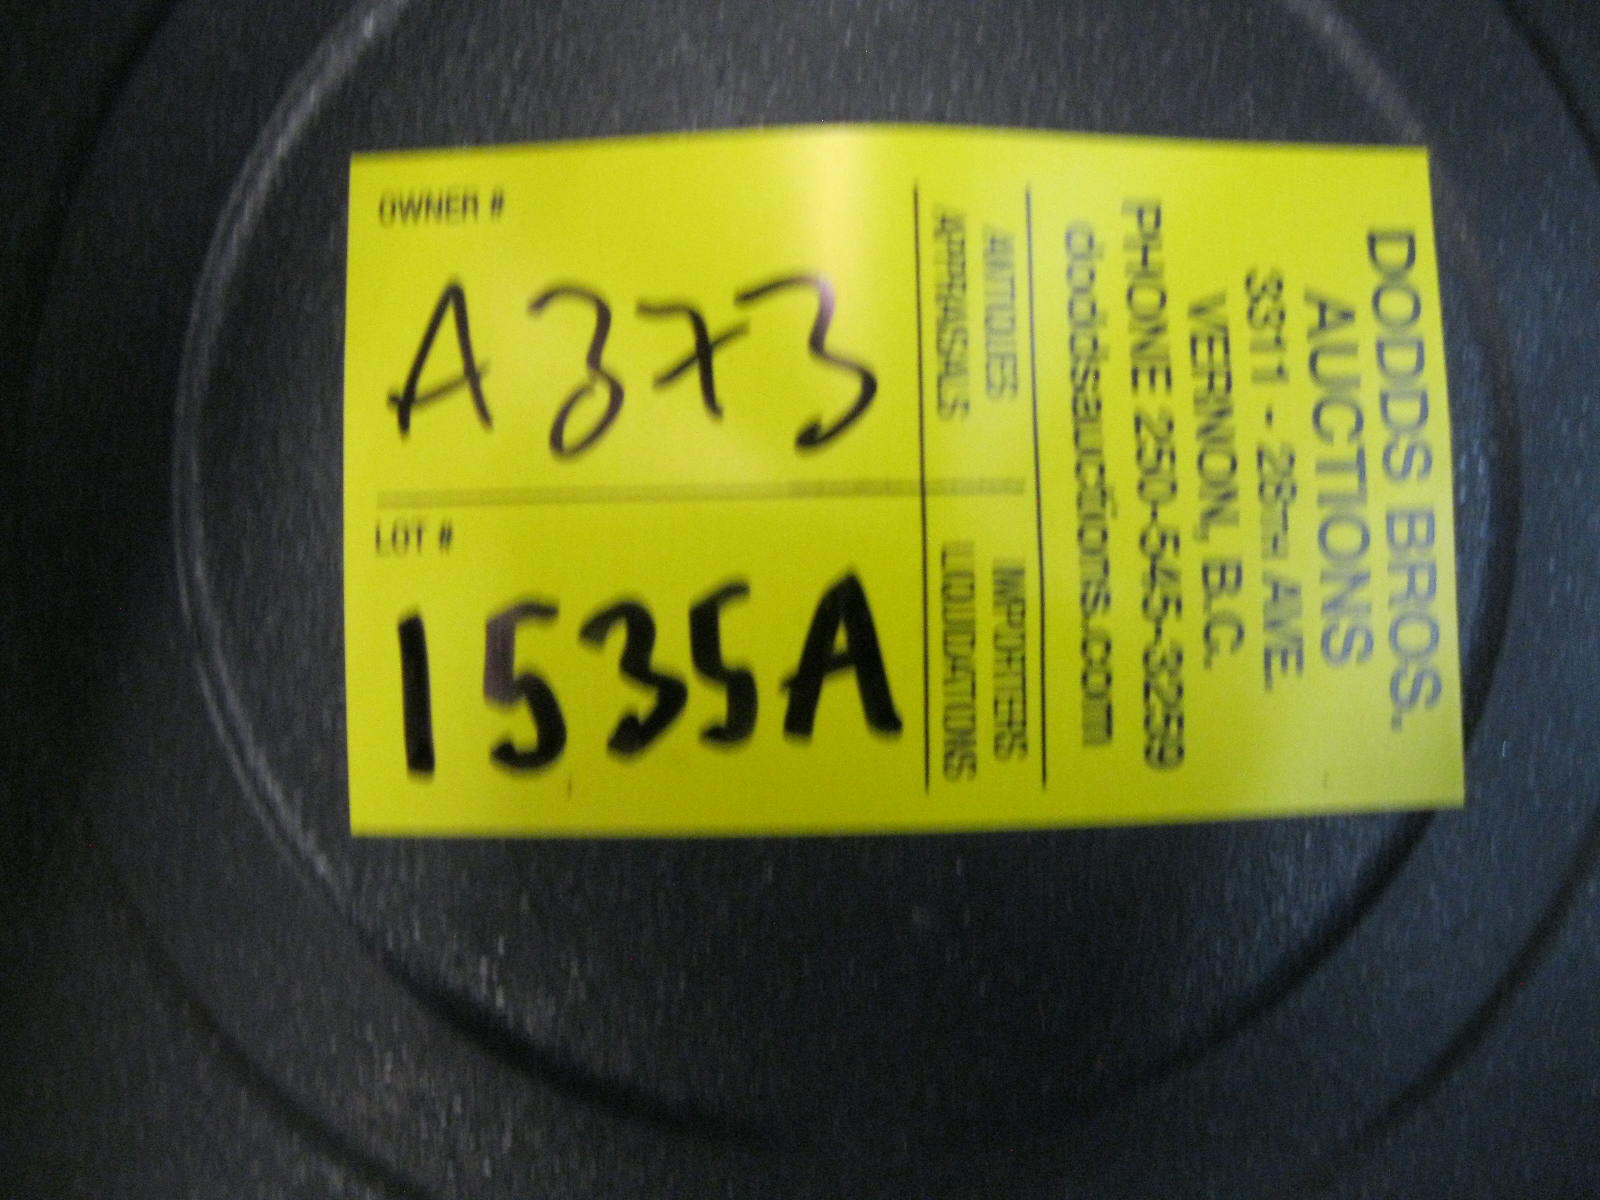 OWNER #
A373
LOT #
1535A
DODDS BROS.
AUCTIONS
3311 - 28TH AVE.
VERNON, B.C.
PHONE 250-545-3259
doddsauctions.com
ANTIQUES IMPORTERS
APPRAISALS LIQUIDATIONS